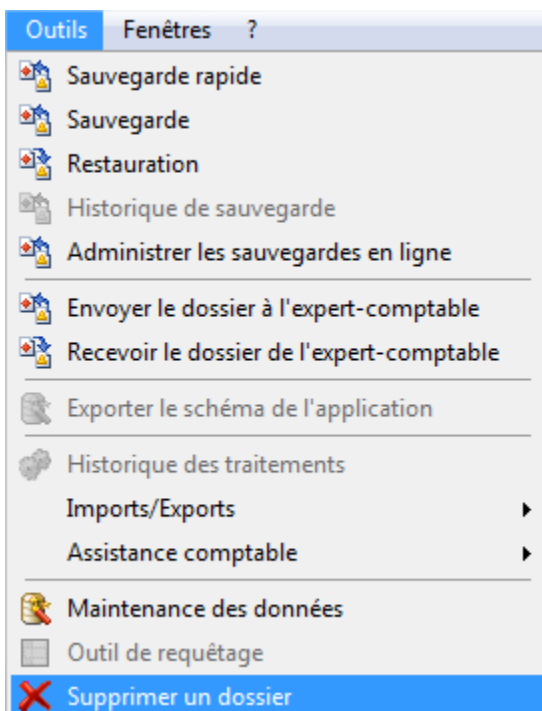 Outils Fenêtres ?
Sauvegarde rapide
Sauvegarde
Restauration
Historique de sauvegarde
Administrer les sauvegardes en ligne
Envoyer le dossier à l'expert-comptable
Recevoir le dossier de l'expert-comptable
Exporter le schéma de l'application
Historique des traitements
Imports/Exports
Assistance comptable
Maintenance des données
Outil de requêtage
Supprimer un dossier